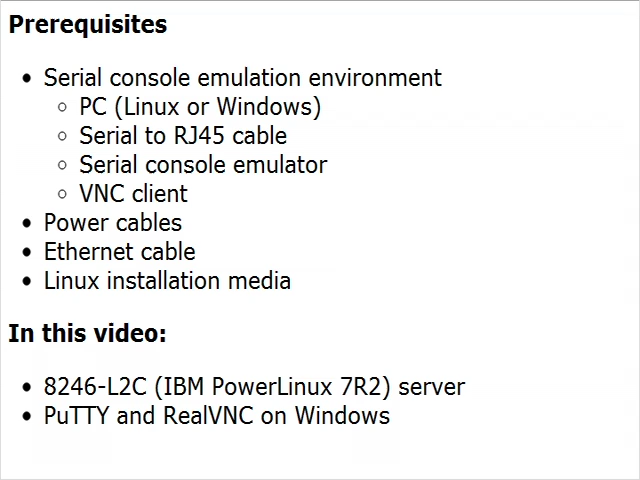 Prerequisites
• Serial console emulation environment
◦ PC (Linux or Windows)
◦ Serial to RJ45 cable
◦ Serial console emulator
◦ VNC client
• Power cables
• Ethernet cable
• Linux installation media
In this video:
• 8246-L2C (IBM PowerLinux 7R2) server
• PuTTY and RealVNC on Windows